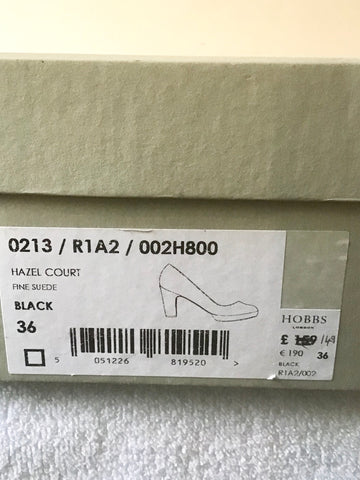 0213 / R1A2 / 002H800
HAZEL COURT
FINE SUEDE
BLACK
36
5 051226 819520 >
HOBBS
LONDON
£ 159 /149
€ 190 36
BLACK
R1A2/002